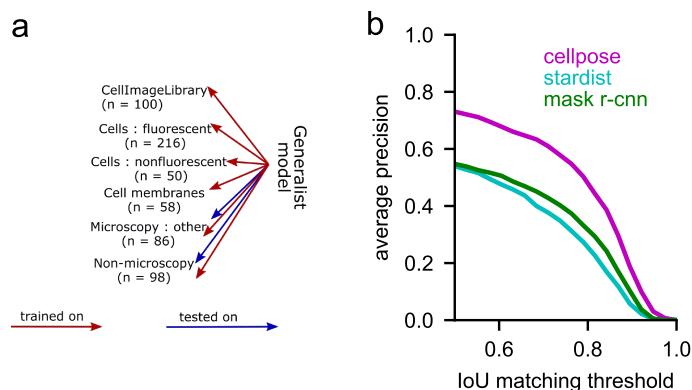 a
CellImageLibrary
(n = 100)
Cells : fluorescent
(n = 216)
Cells : nonfluorescent
(n = 50)
Cell membranes
(n = 58)
Microscopy : other
(n = 86)
Non-microscopy
(n = 98)
Generalist
model
trained on
tested on
b
cellpose
stardist
mask r-cnn
average precision
1.0
0.8
0.6
0.4
0.2
0.0
0.6
0.8
1.0
IoU matching threshold